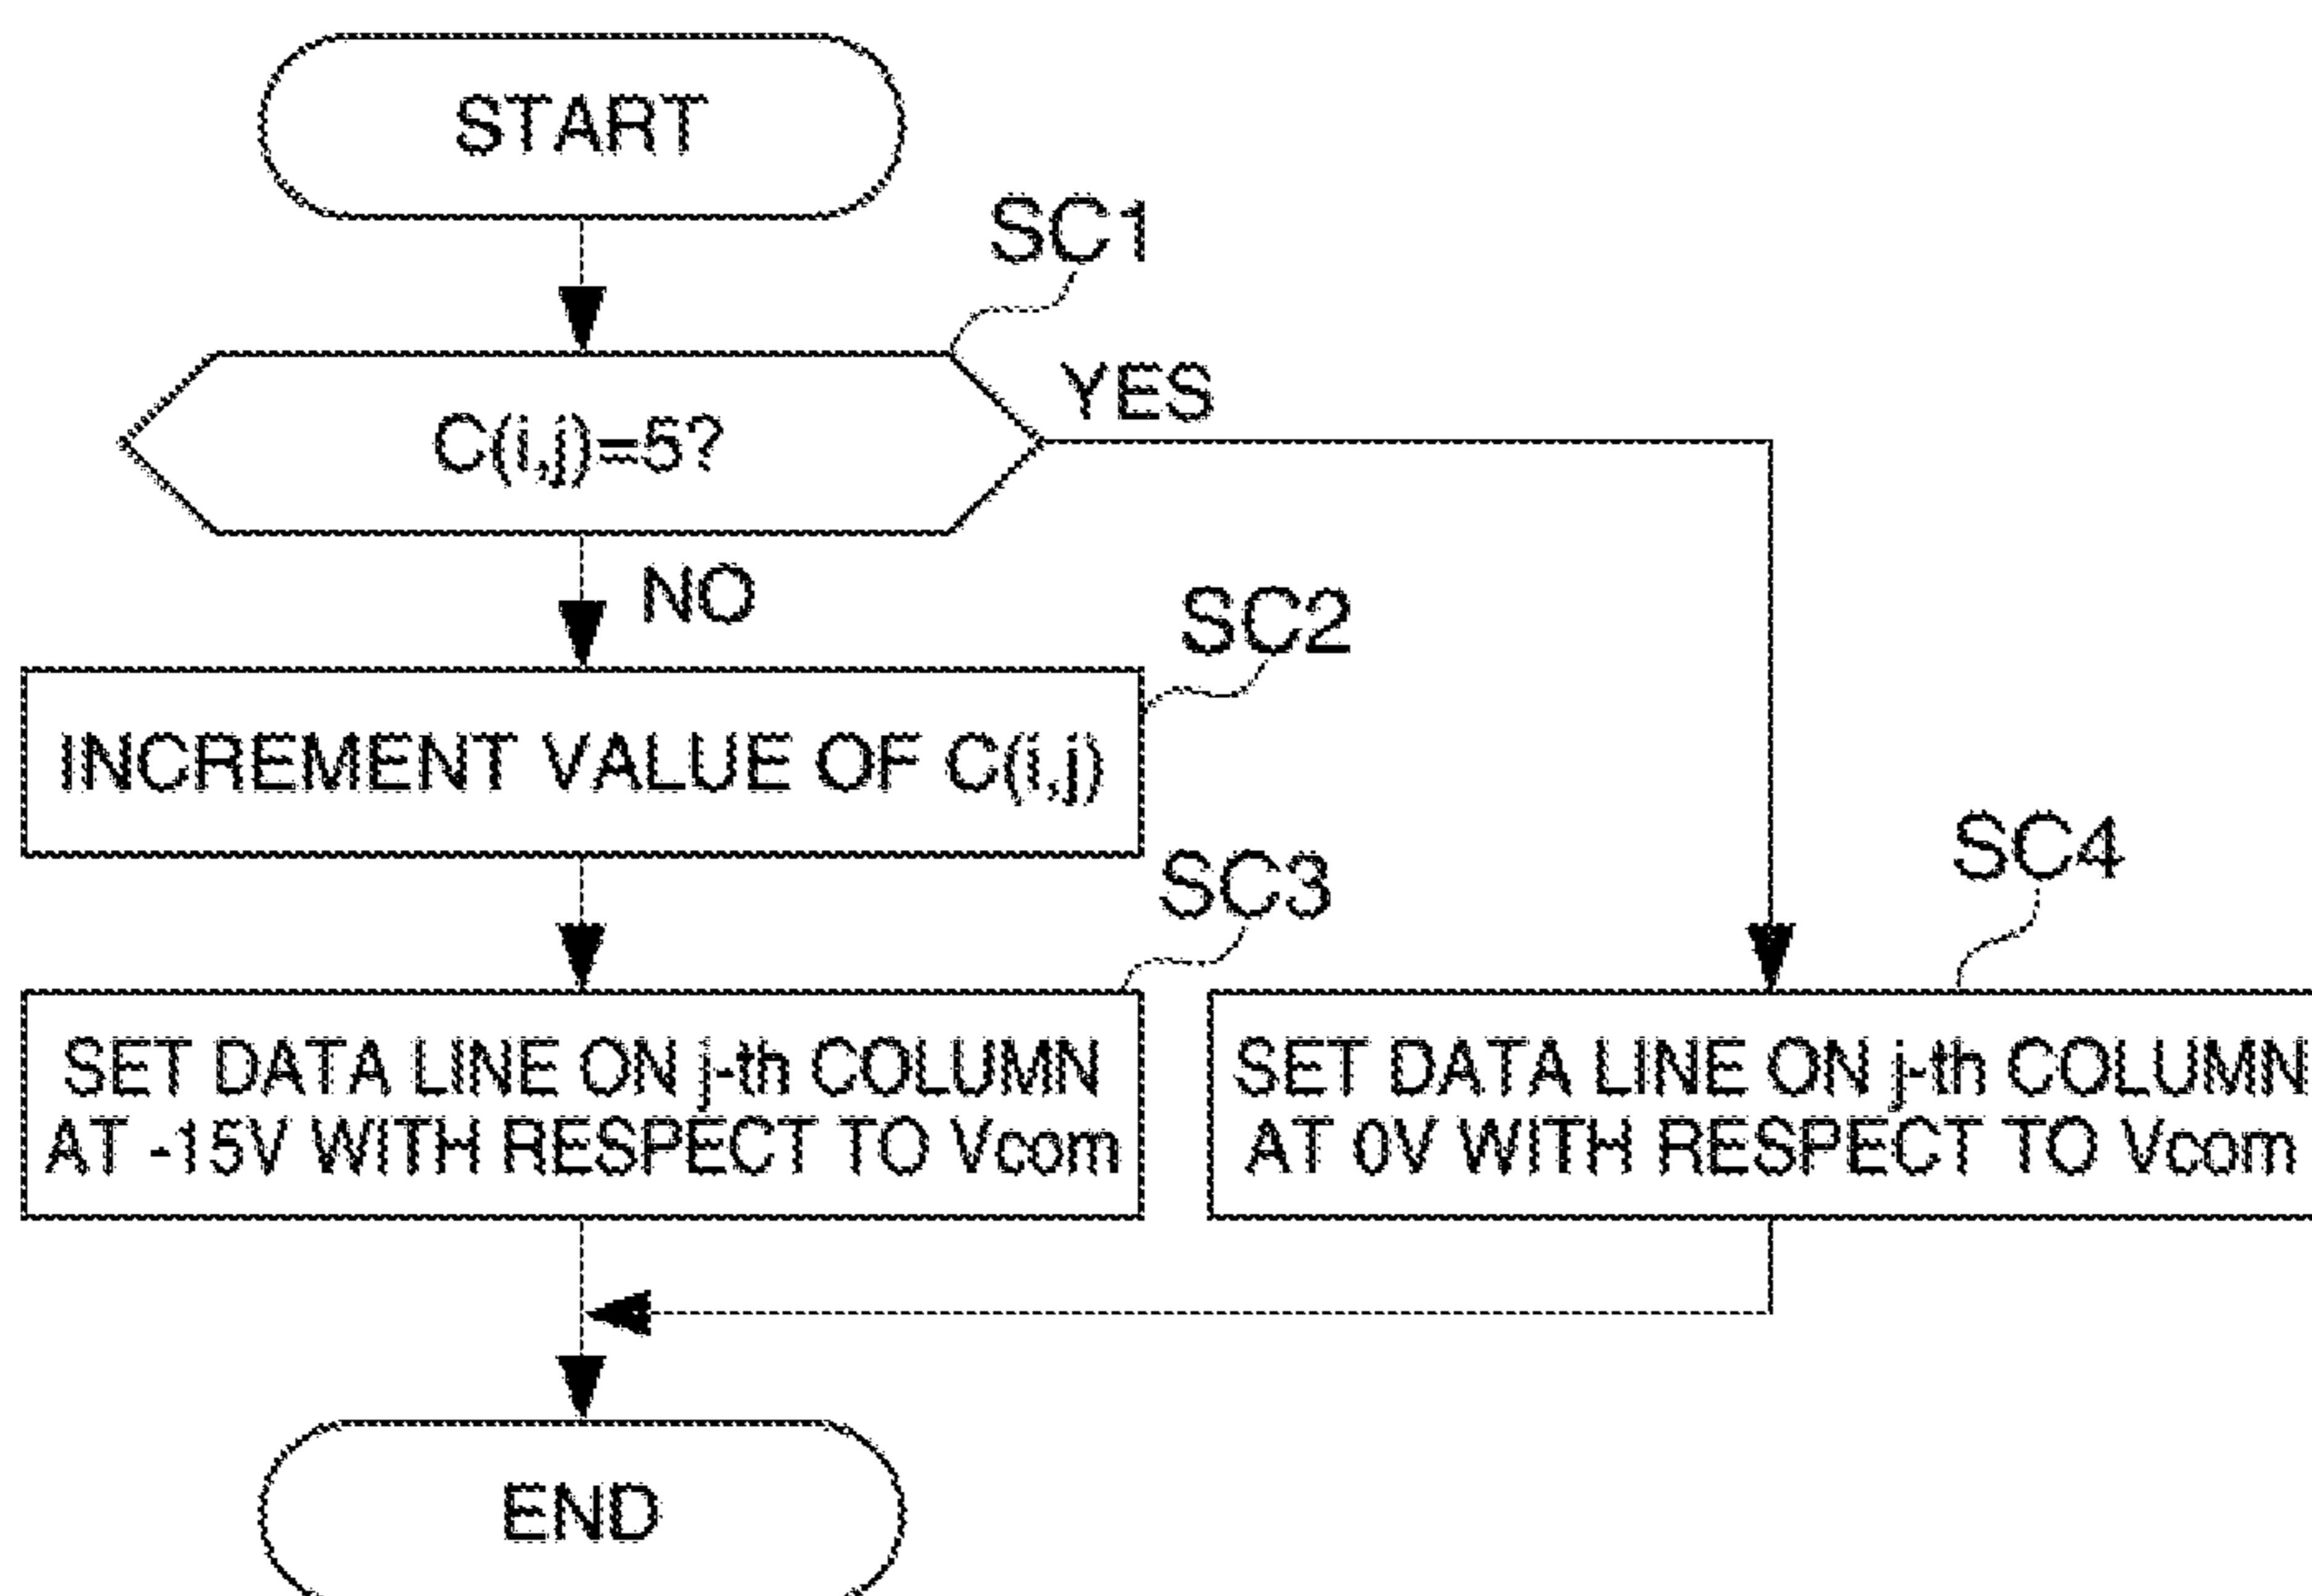 START
SC1
C(i,j)=5?
YES
NO
SC2
INCREMENT VALUE OF C(i,j)
SC3
SC4
SET DATA LINE ON j-th COLUMN
AT -15V WITH RESPECT TO Vcom
SET DATA LINE ON j-th COLUMN
AT 0V WITH RESPECT TO Vcom
END